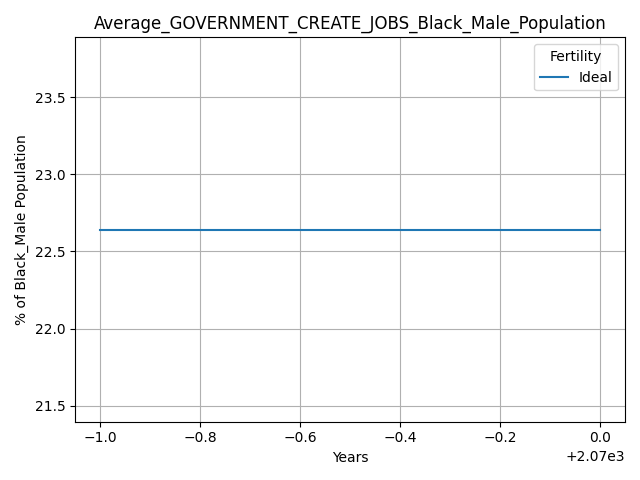 Average_GOVERNMENT_CREATE_JOBS_Black_Male_Population
Fertility
Ideal
% of Black_Male Population
23.5
23.0
22.5
22.0
21.5
−1.0 −0.8 −0.6 −0.4 −0.2 0.0
Years
+2.07e3